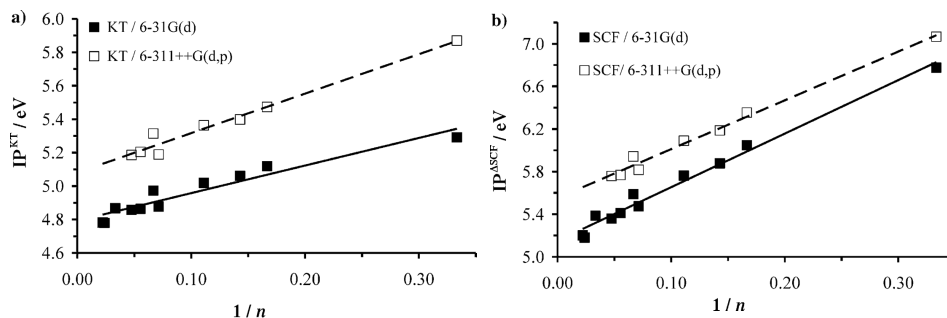 a)
KT / 6-31G(d)
KT / 6-311++G(d,p)
IP^KT / eV
6.0
5.8
5.6
5.4
5.2
5.0
4.8
4.6
0.00 0.10 0.20 0.30
1 / n
b)
SCF / 6-31G(d)
SCF/ 6-311++G(d,p)
IP^ΔSCF / eV
7.0
6.6
6.2
5.8
5.4
5.0
0.00 0.10 0.20 0.30
1 / n